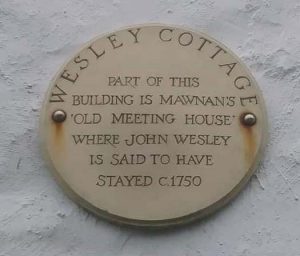 WESLEY COTTAGE
PART OF THIS
BUILDING IS MAWNAN'S
'OLD MEETING HOUSE'
WHERE JOHN WESLEY
IS SAID TO HAVE
STAYED C.1750